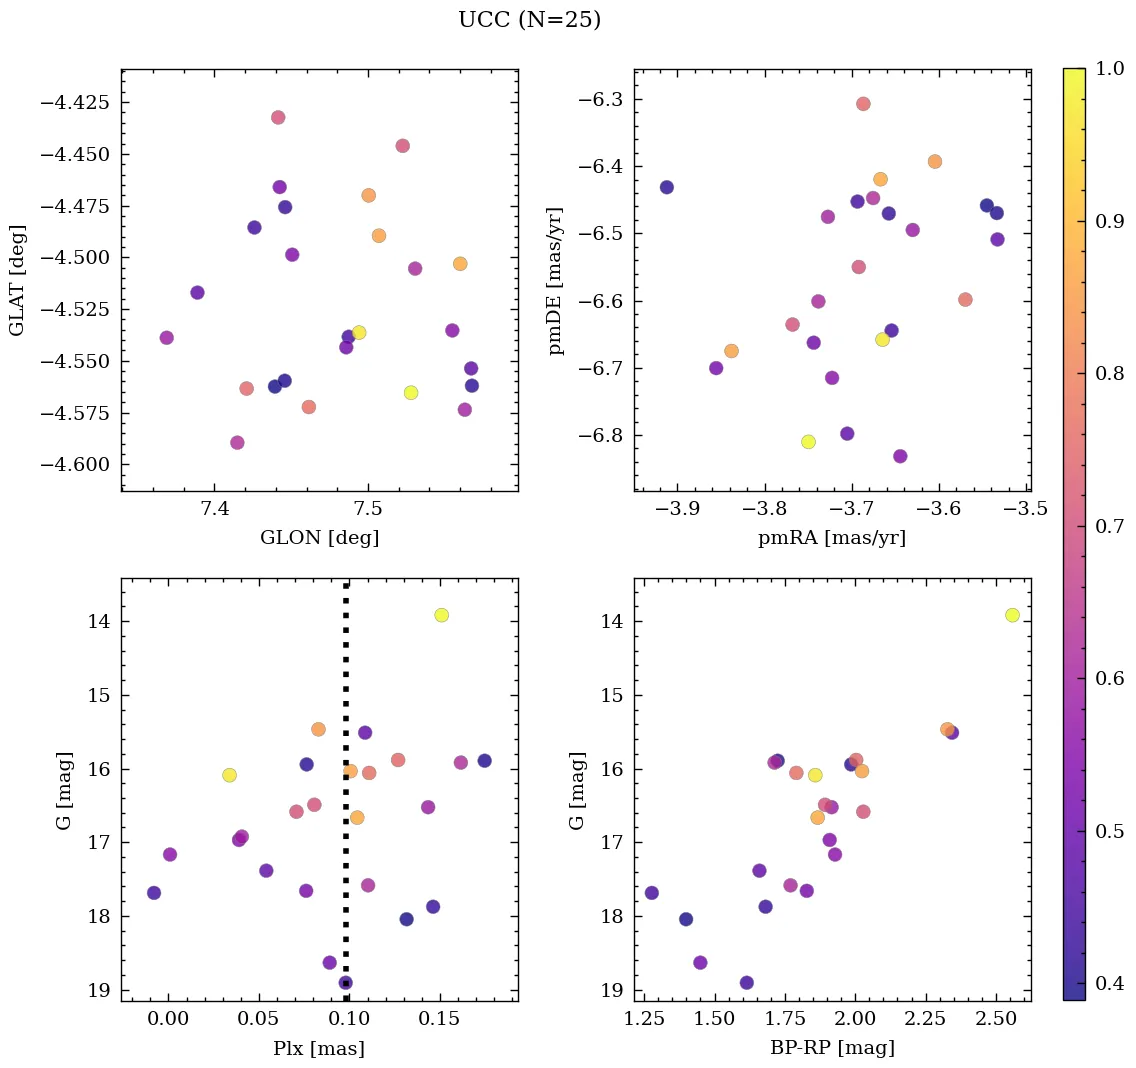 UCC (N=25)
−4.425
−4.450
−4.475
−4.500
−4.525
−4.550
−4.575
−4.600
GLAT [deg]
7.4 7.5
GLON [deg]
−6.3
−6.4
−6.5
−6.6
−6.7
−6.8
pmDE [mas/yr]
−3.9 −3.8 −3.7 −3.6 −3.5
pmRA [mas/yr]
14
15
16
17
18
19
G [mag]
0.00 0.05 0.10 0.15
Plx [mas]
14
15
16
17
18
19
G [mag]
1.25 1.50 1.75 2.00 2.25 2.50
BP-RP [mag]
1.0
0.9
0.8
0.7
0.6
0.5
0.4